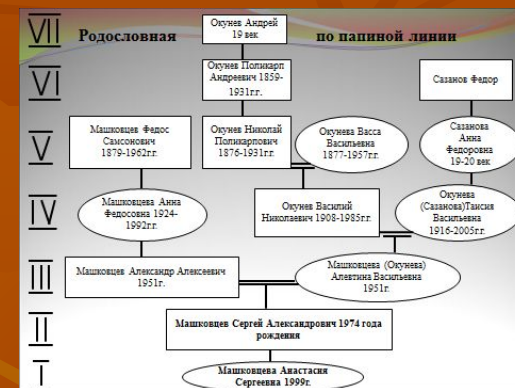 VII
Родословная
по папиной линии
Окунев Андрей
19 век
VI
Окунев Поликарп
Андреевич 1859-
1931г.г.
Сазанов Федор
V
Машковцев Федос
Самсонович
1879-1962г.г.
Окунев Николай
Поликарпович
1876-1931г.г.
Окунева Васса
Васильевна
1877-1957г.г.
Сазанова
Анна
Федоровна
19-20 век
IV
Машковцева Анна
Федосовна 1924-
1992г.г.
Окунев Василий
Николаевич 1908-1985г.г.
Окунева
(Сазанова)Таисия
Васильевна
1916-2005г.г.
III
Машковцев Александр Алексеевич
1951г.
Машковцева (Окунева)
Алевтина Васильевна
1951г.
II
Машковцев Сергей Александрович 1974 года
рождения
I
Машковцева Анастасия
Сергеевна 1999г.